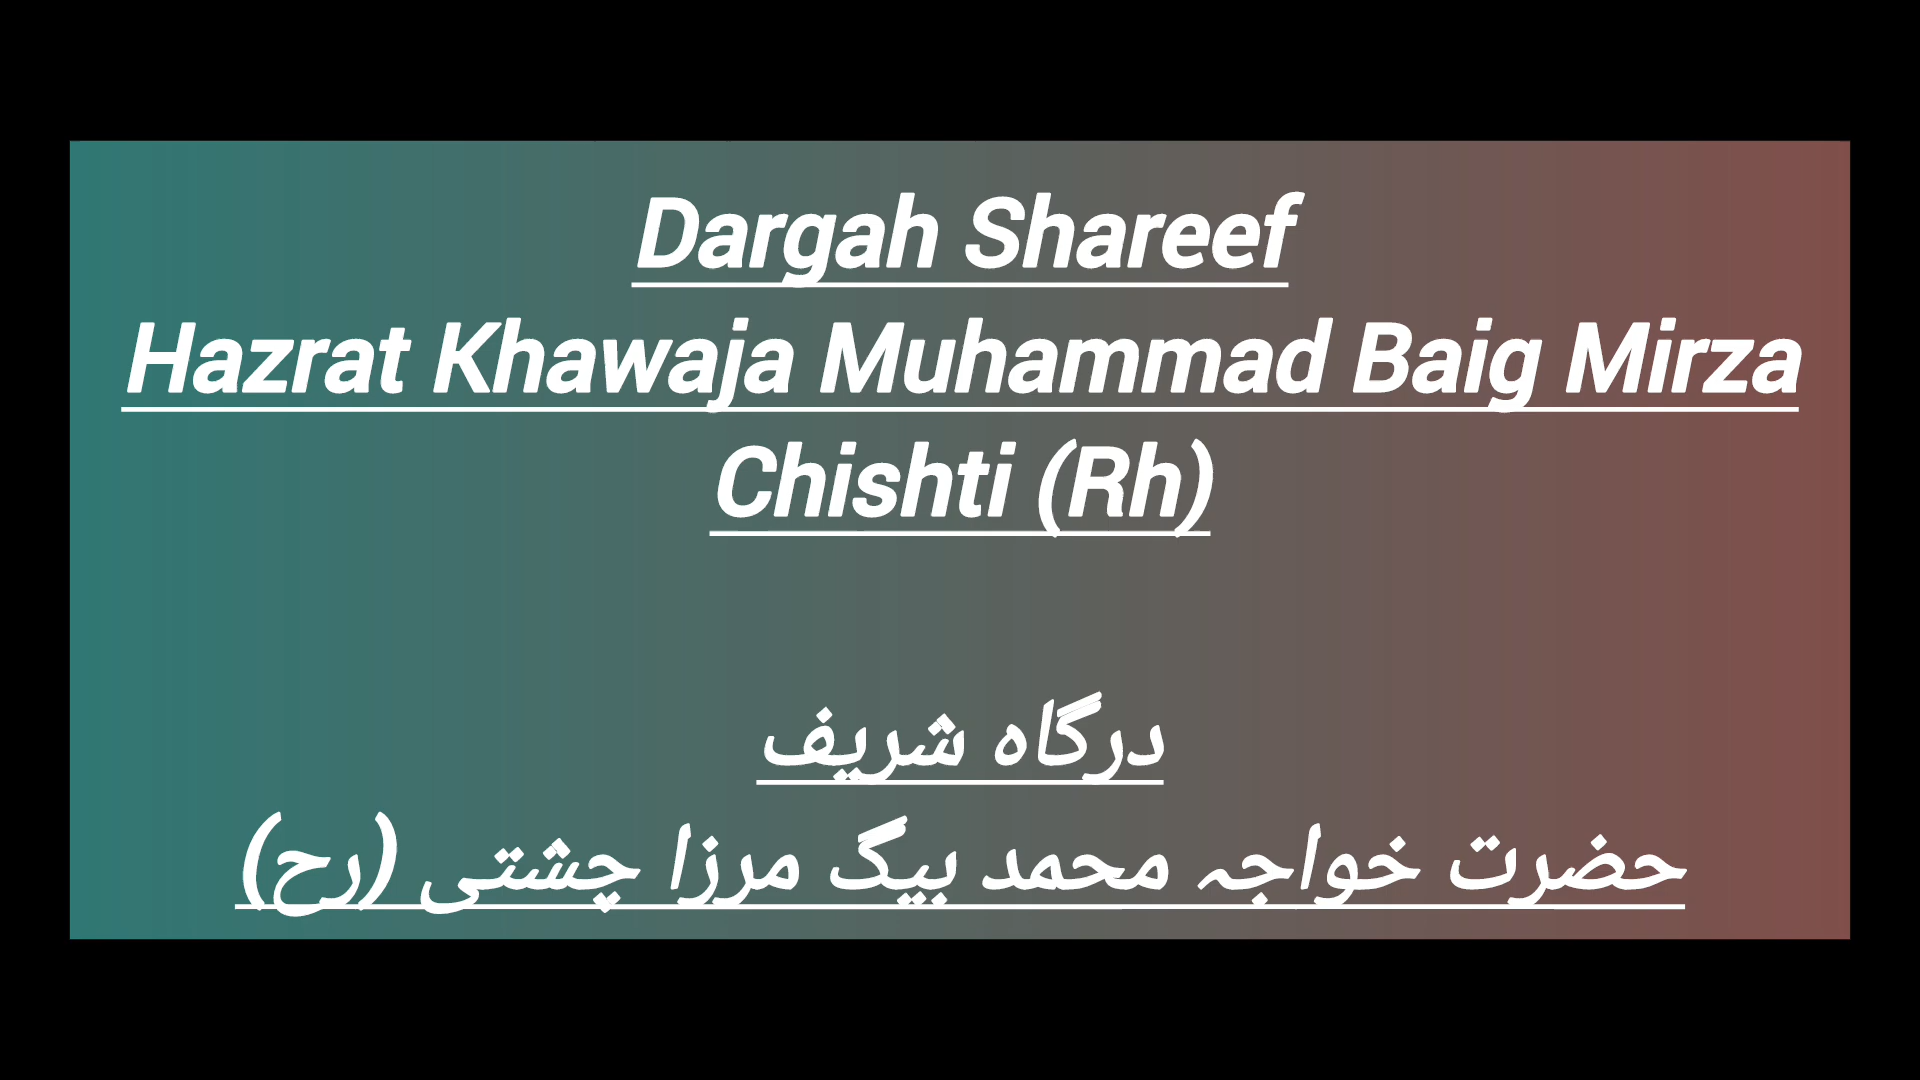 Dargah Shareef
Hazrat Khawaja Muhammad Baig Mirza
Chishti (Rh)
درگاہ شریف
حضرت خواجہ محمد بیگ مرزا چشتی (رح)